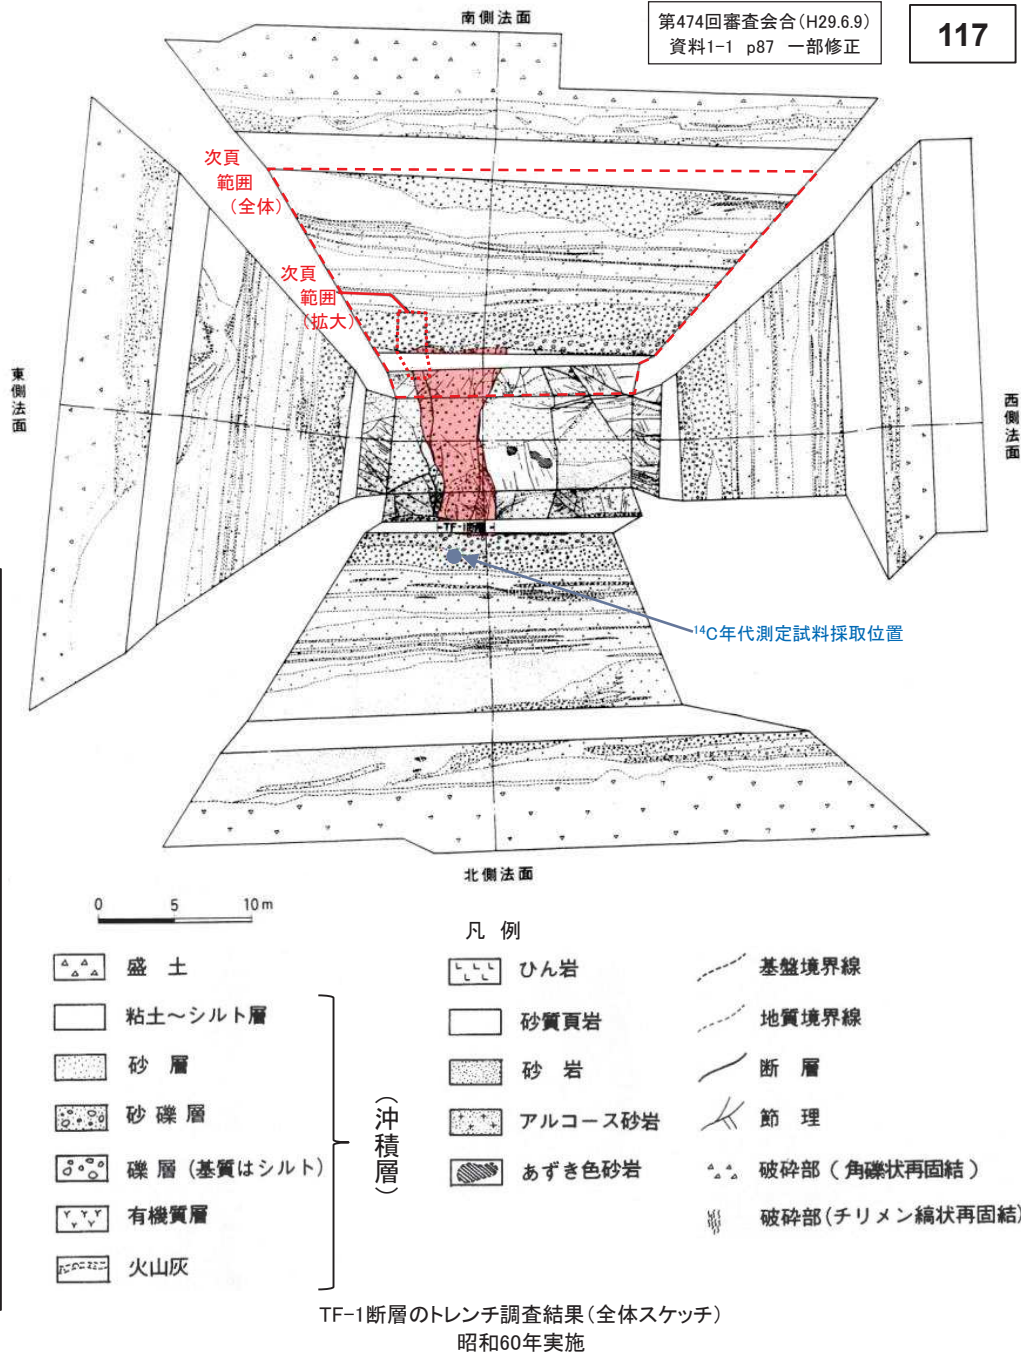 南側法面
第474回審査会合(H29.6.9)
資料1-1 p87 一部修正
117
次頁
範囲
(全体)
次頁
範囲
(拡大)
東側法面
西側法面
TF-1断層
¹⁴C年代測定試料採取位置
北側法面
0 5 10m
凡 例
盛 土
粘土～シルト層
砂 層
砂 礫 層
礫 層 (基質はシルト)
有機質層
火山灰
(沖積層)
ひん岩
砂質頁岩
砂 岩
アルコース砂岩
あずき色砂岩
基盤境界線
地質境界線
断 層
節 理
破砕部 (角礫状再固結)
破砕部(チリメン縞状再固結)
TF-1断層のトレンチ調査結果(全体スケッチ)
昭和60年実施